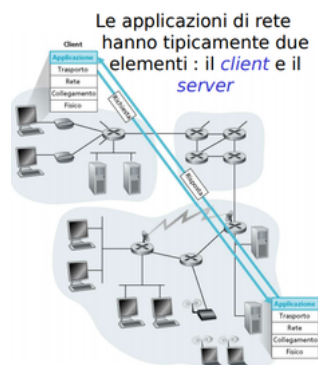 Le applicazioni di rete
hanno tipicamente due
elementi : il client e il
server
Client
Applicazione
Trasporto
Rete
Collegamento
Fisico
Richiesta
Risposta
Applicazione
Trasporto
Rete
Collegamento
Fisico